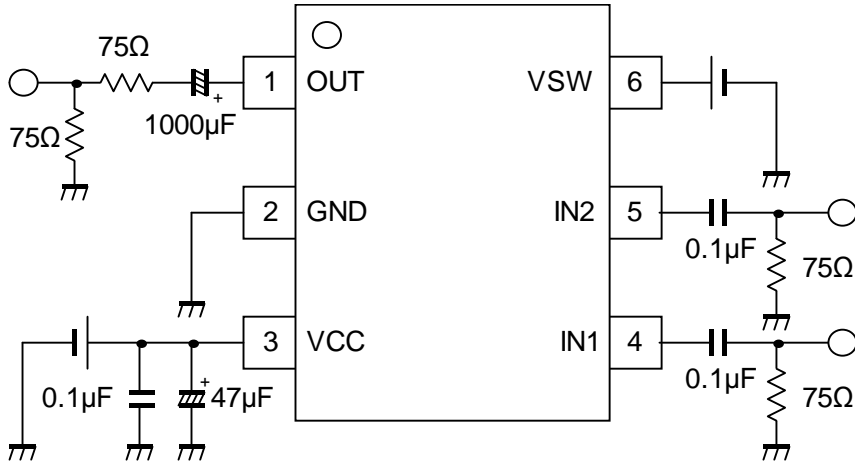 75Ω
1
OUT
VSW
6
+
1000µF
75Ω
2
GND
IN2
5
0.1µF
75Ω
3
VCC
IN1
4
+
0.1µF
47µF
0.1µF
75Ω